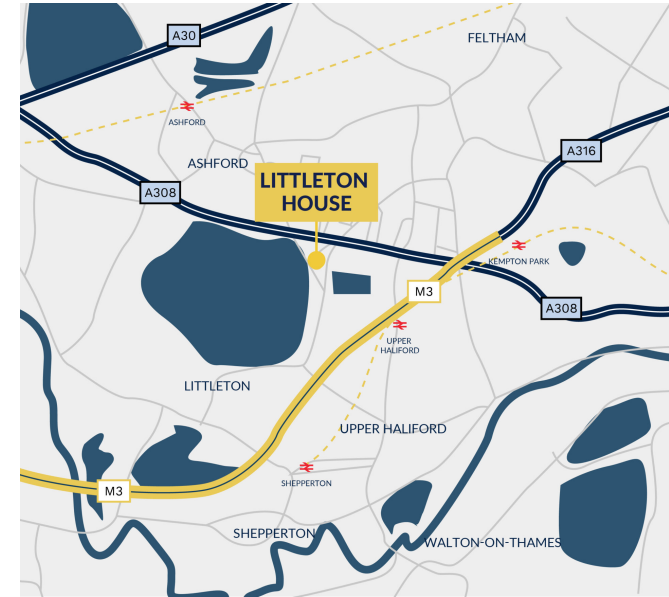 A30
FELTHAM
ASHFORD
A316
ASHFORD
A308
LITTLETON
HOUSE
KEMPTON PARK
M3
A308
UPPER
HALIFORD
LITTLETON
UPPER HALIFORD
SHEPPERTON
M3
SHEPPERTON
WALTON-ON-THAMES